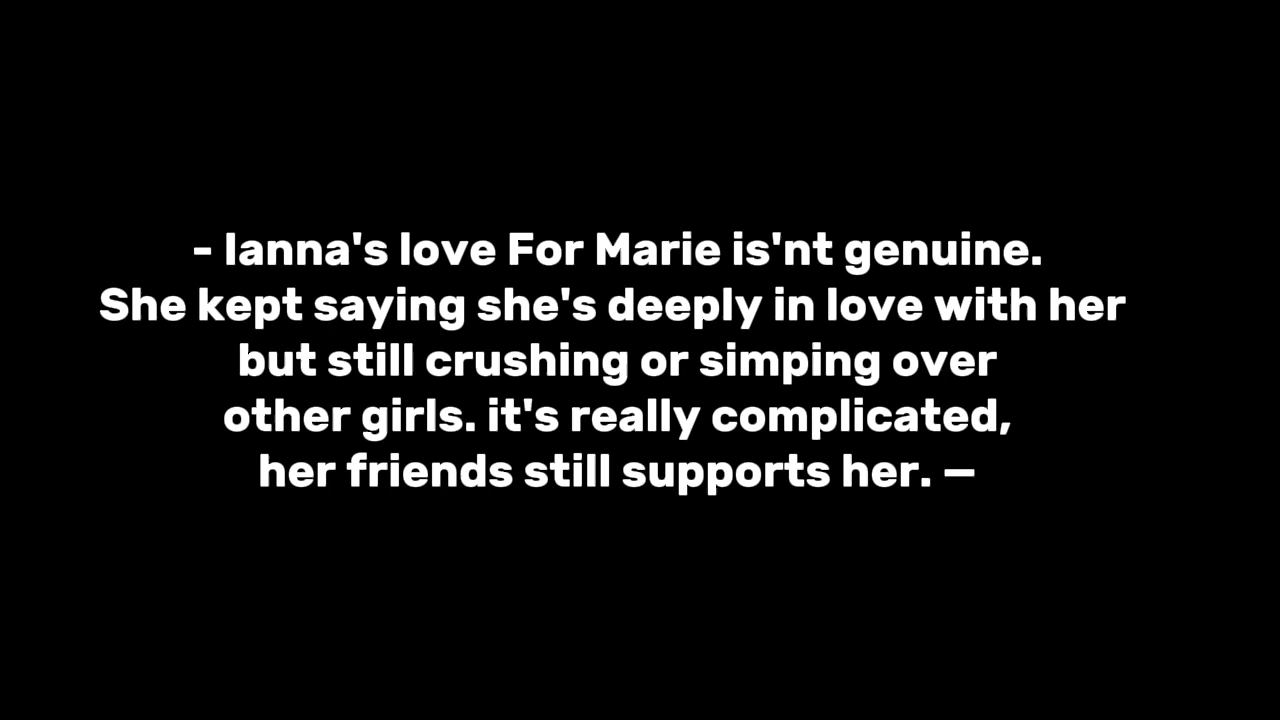 - Ianna's love For Marie is'nt genuine.
She kept saying she's deeply in love with her
but still crushing or simping over
other girls. it's really complicated,
her friends still supports her. —